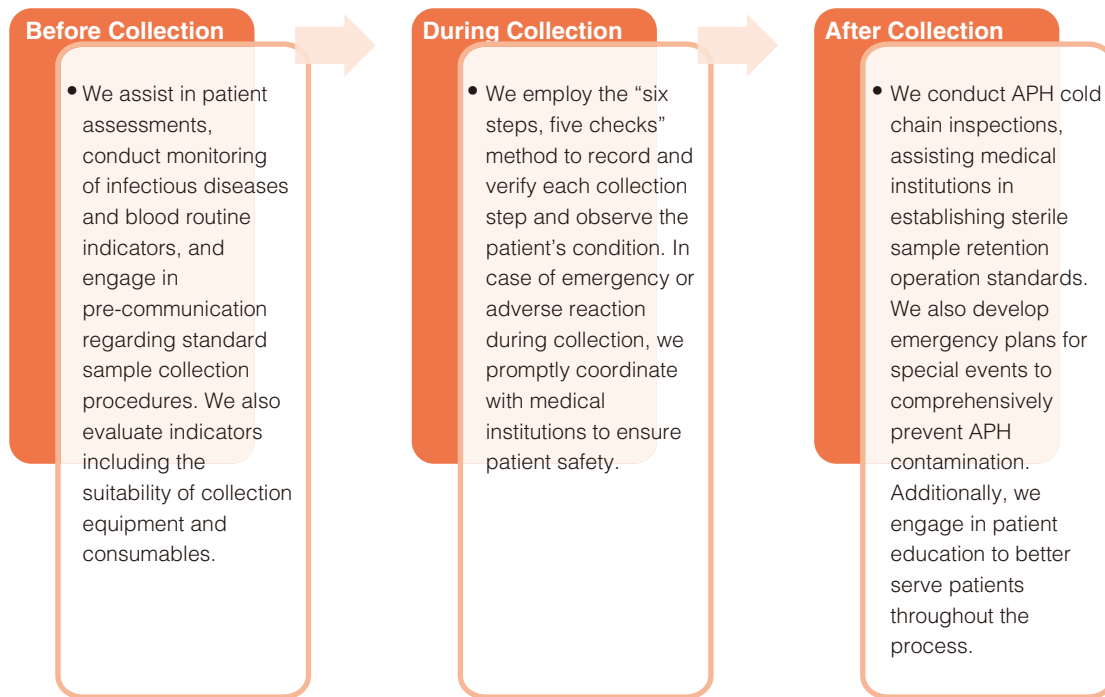 Before Collection
• We assist in patient
assessments,
conduct monitoring
of infectious diseases
and blood routine
indicators, and
engage in
pre-communication
regarding standard
sample collection
procedures. We also
evaluate indicators
including the
suitability of collection
equipment and
consumables.
During Collection
• We employ the “six
steps, five checks”
method to record and
verify each collection
step and observe the
patient’s condition. In
case of emergency or
adverse reaction
during collection, we
promptly coordinate
with medical
institutions to ensure
patient safety.
After Collection
• We conduct APH cold
chain inspections,
assisting medical
institutions in
establishing sterile
sample retention
operation standards.
We also develop
emergency plans for
special events to
comprehensively
prevent APH
contamination.
Additionally, we
engage in patient
education to better
serve patients
throughout the
process.